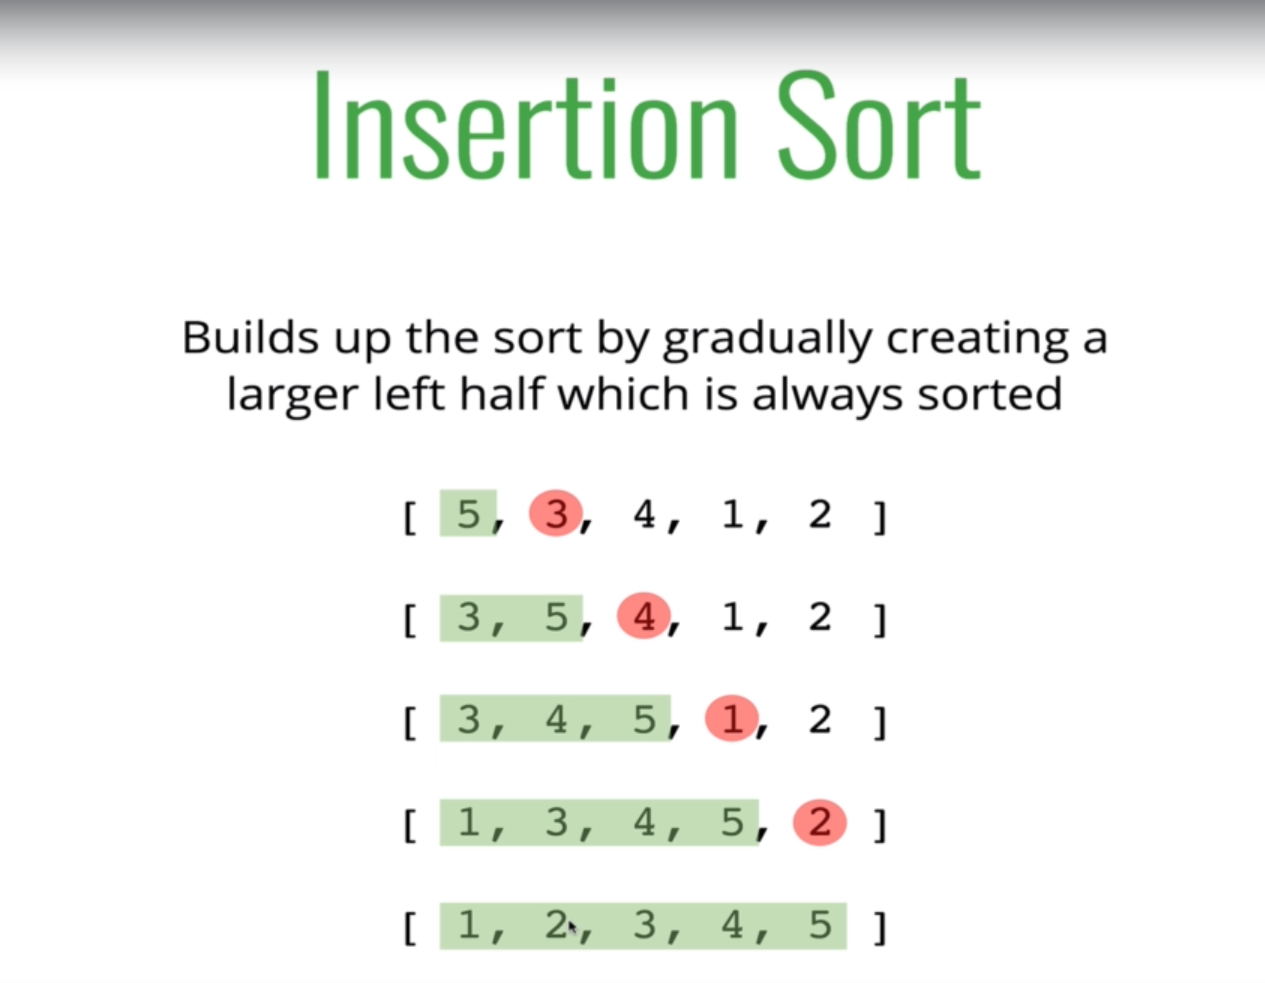 Insertion Sort
Builds up the sort by gradually creating a
larger left half which is always sorted
[ 5, 3, 4, 1, 2 ]
[ 3, 5, 4, 1, 2 ]
[ 3, 4, 5, 1, 2 ]
[ 1, 3, 4, 5, 2 ]
[ 1, 2, 3, 4, 5 ]